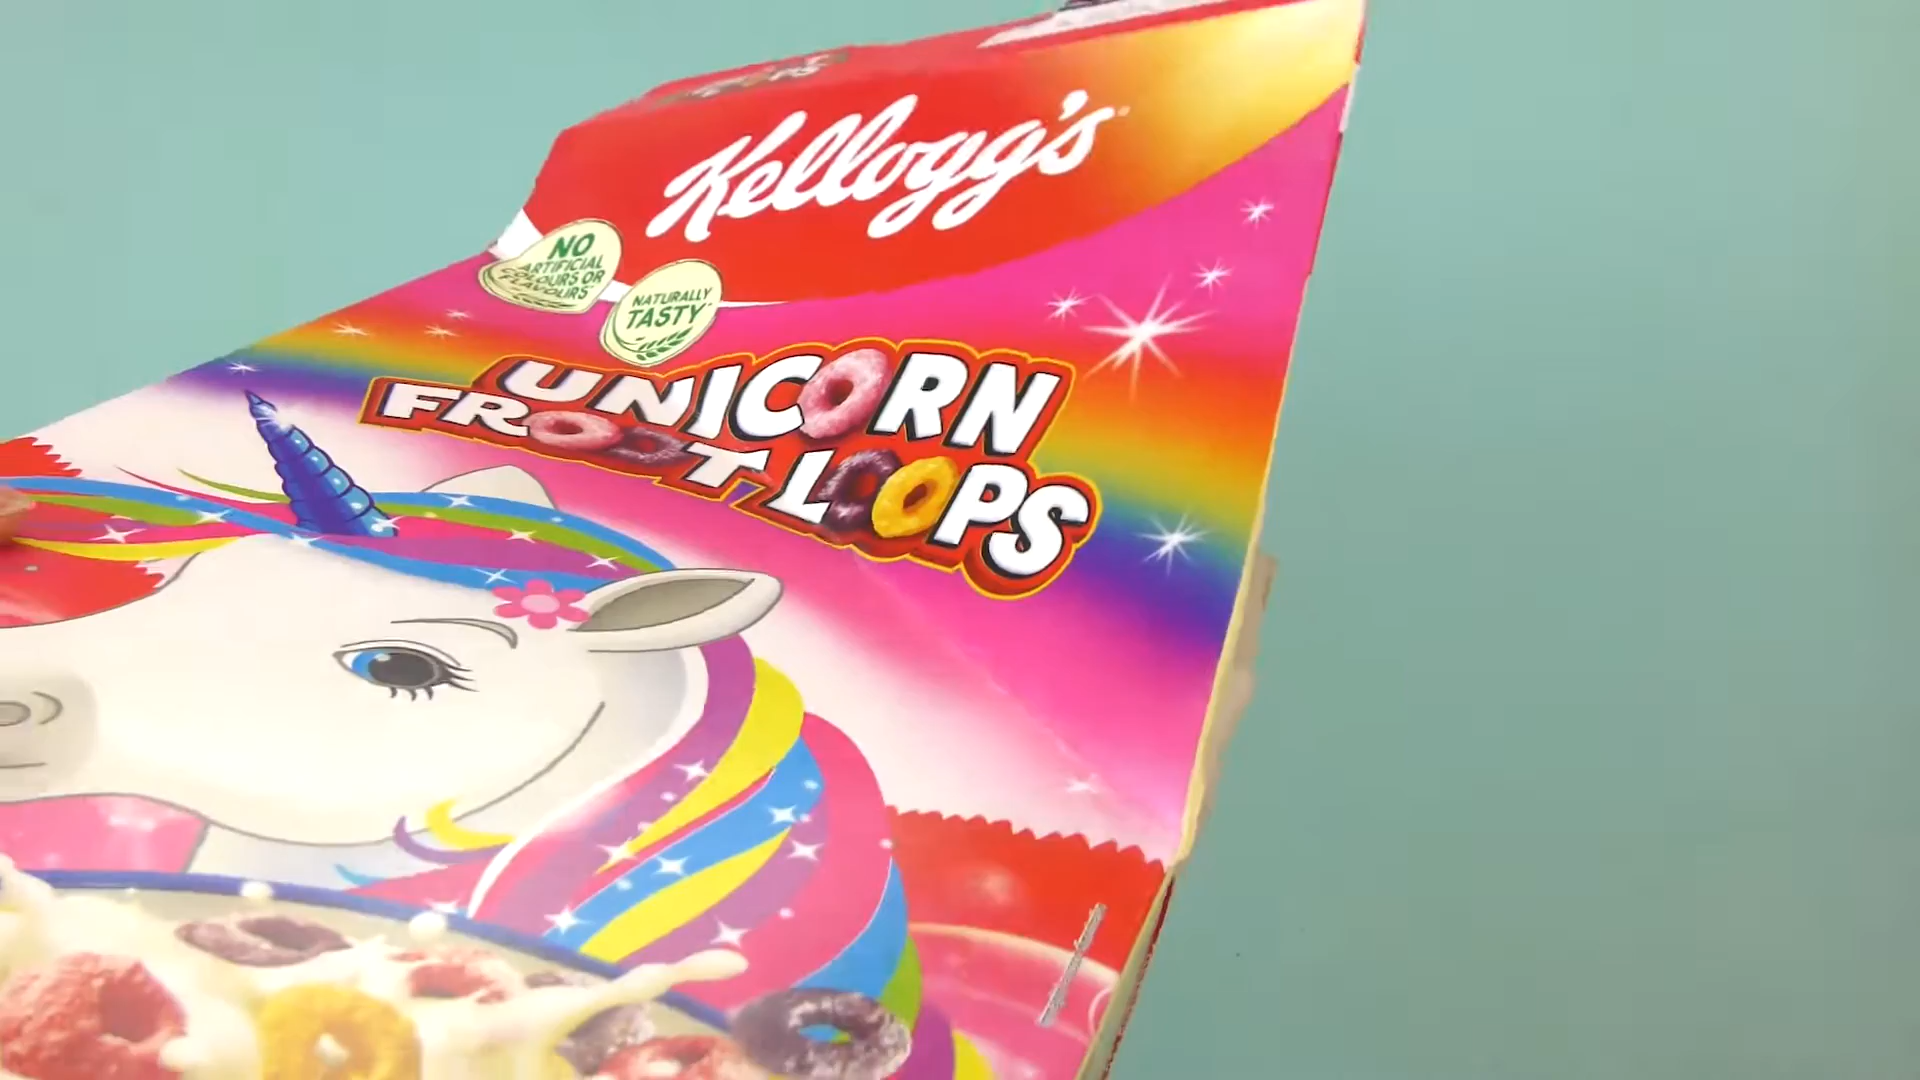 Kellogg's
NO
ARTIFICIAL
COLOURS OR
FLAVOURS
NATURALLY
TASTY
UNICORN
FROOT LOOPS